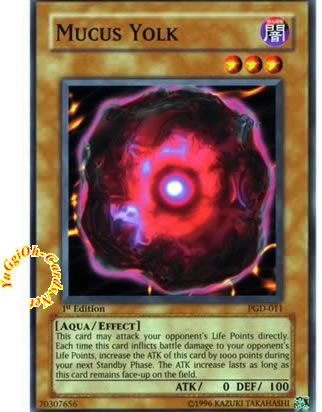 MUCUS YOLK
闇
YuGgiOh-Cards.Net
1st Edition
PGD-011
[AQUA/EFFECT]
This card may attack your opponent's Life Points directly.
Each time this card inflicts battle damage to your opponent's
Life Points, increase the ATK of this card by 1000 points during
your next Standby Phase. The ATK increase lasts as long as
this card remains face-up on the field.
ATK/ 0 DEF/ 100
70307656
©1996 KAZUKI TAKAHASHI